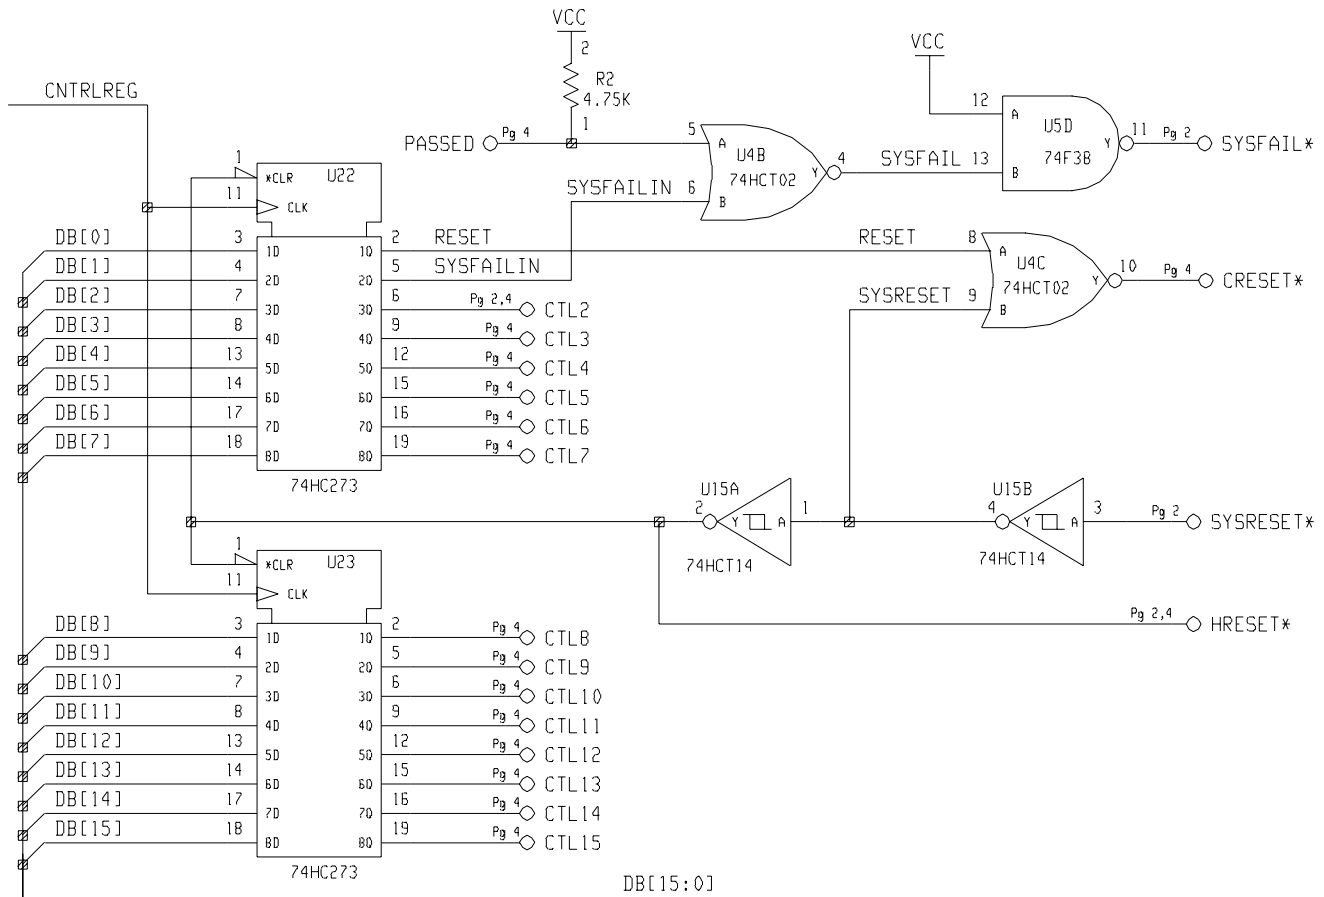 VCC
2
R2
4.75K
1
VCC
CNTRLREG
PASSED
Pg 4
5
A
U4B
74HCT02
Y
4
SYSFAIL
13
B
12
A
U5D
74F38
Y
11
Pg 2
SYSFAIL*
SYSFAILIN
6
B
1
*CLR
U22
11
CLK
DB[0]
3
1D
1Q
2
RESET
RESET
8
A
U4C
74HCT02
Y
10
Pg 4
CRESET*
DB[1]
4
2D
2Q
5
SYSFAILIN
DB[2]
7
3D
3Q
6
Pg 2,4
CTL2
SYSRESET
9
B
DB[3]
8
4D
4Q
9
Pg 4
CTL3
DB[4]
13
5D
5Q
12
Pg 4
CTL4
DB[5]
14
6D
6Q
15
Pg 4
CTL5
DB[6]
17
7D
7Q
16
Pg 4
CTL6
DB[7]
18
8D
8Q
19
Pg 4
CTL7
74HC273
U15A
2
Y
A
1
74HCT14
U15B
4
Y
A
3
74HCT14
Pg 2
SYSRESET*
Pg 2,4
HRESET*
1
*CLR
U23
11
CLK
DB[8]
3
1D
1Q
2
Pg 4
CTL8
DB[9]
4
2D
2Q
5
Pg 4
CTL9
DB[10]
7
3D
3Q
6
Pg 4
CTL10
DB[11]
8
4D
4Q
9
Pg 4
CTL11
DB[12]
13
5D
5Q
12
Pg 4
CTL12
DB[13]
14
6D
6Q
15
Pg 4
CTL13
DB[14]
17
7D
7Q
16
Pg 4
CTL14
DB[15]
18
8D
8Q
19
Pg 4
CTL15
74HC273
DB[15:0]